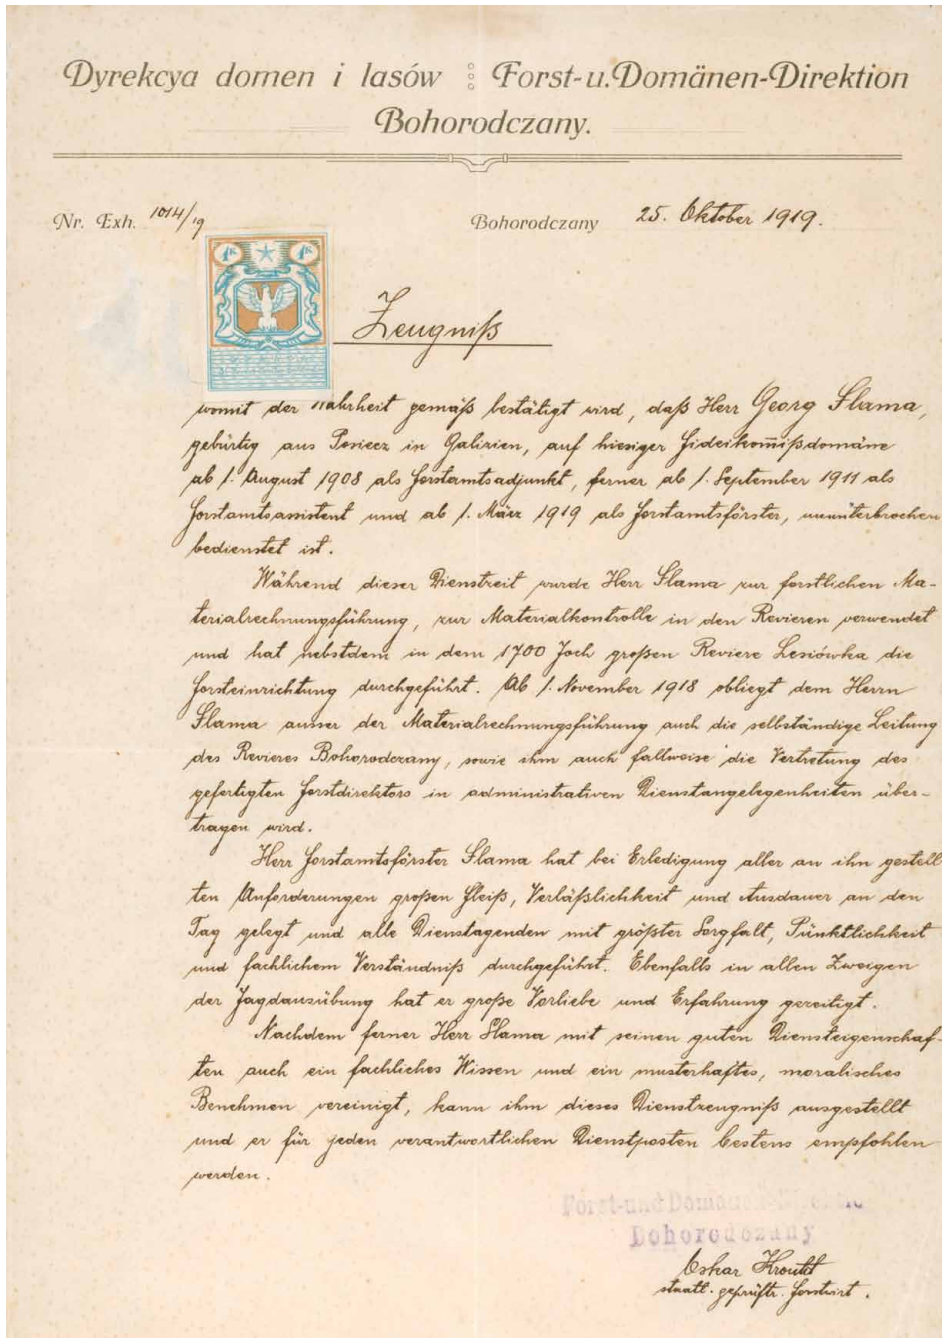 Dyrekcya domen i lasów Forst-u. Domänen-Direktion
Bohorodczany.
Nr. Exh. 1014/19
Bohorodczany 25. Oktober 1919.
1K 1K
Zeugniß
womit der Wahrheit gemäß bestätigt wird, daß Herr Georg Slama,
gebürtig aus Posiecz in Galizien, auf hiesiger Fideikom̅ißdomäne
ab 1. August 1908 als Forstamtsadjunkt, ferner ab 1. September 1911 als
Forstamtsassistent und ab 1. März 1919 als Forstamtsförster, ununterbrochen
bedienstet ist.
Während dieser Dienstzeit wurde Herr Slama zur forstlichen Ma-
terialrechnungsführung, zur Materialkontrolle in den Revieren verwendet
und hat nebstdem in dem 1700 Joch großen Reviere Lesiówka die
Forsteinrichtung durchgeführt. Ab 1. November 1918 obliegt dem Herrn
Slama ausser der Materialrechnungsführung auch die selbständige Leitung
des Revieres Bohorodczany, sowie ihm auch fallweise die Vertretung des
gefertigten Forstdirektors in administrativen Dienstangelegenheiten über-
tragen wird.
Herr Forstamtsförster Slama hat bei Erledigung aller an ihn gestell
ten Anforderungen großen Fleiß, Verläßlichkeit und Ausdauer an den
Tag gelegt und alle Dienstagenden mit größter Sorgfalt, Pünktlichkeit
und fachlichem Verständniß durchgeführt. Ebenfalls in allen Zweigen
der Jagdausübung hat er große Vorliebe und Erfahrung gezeitigt.
Nachdem ferner Herr Slama mit seinen guten Diensteigenschaf-
ten auch ein fachliches Wissen und ein musterhaftes, moralisches
Benehmen vereinigt, kann ihm dieses Dienstzeugniß ausgestellt
und er für jeden verantwortlichen Dienstposten bestens empfohlen
werden.
Forst-und Domänen-Direktion
Bohorodczany
Oskar
staatl. geprüftr. Forstwirt.